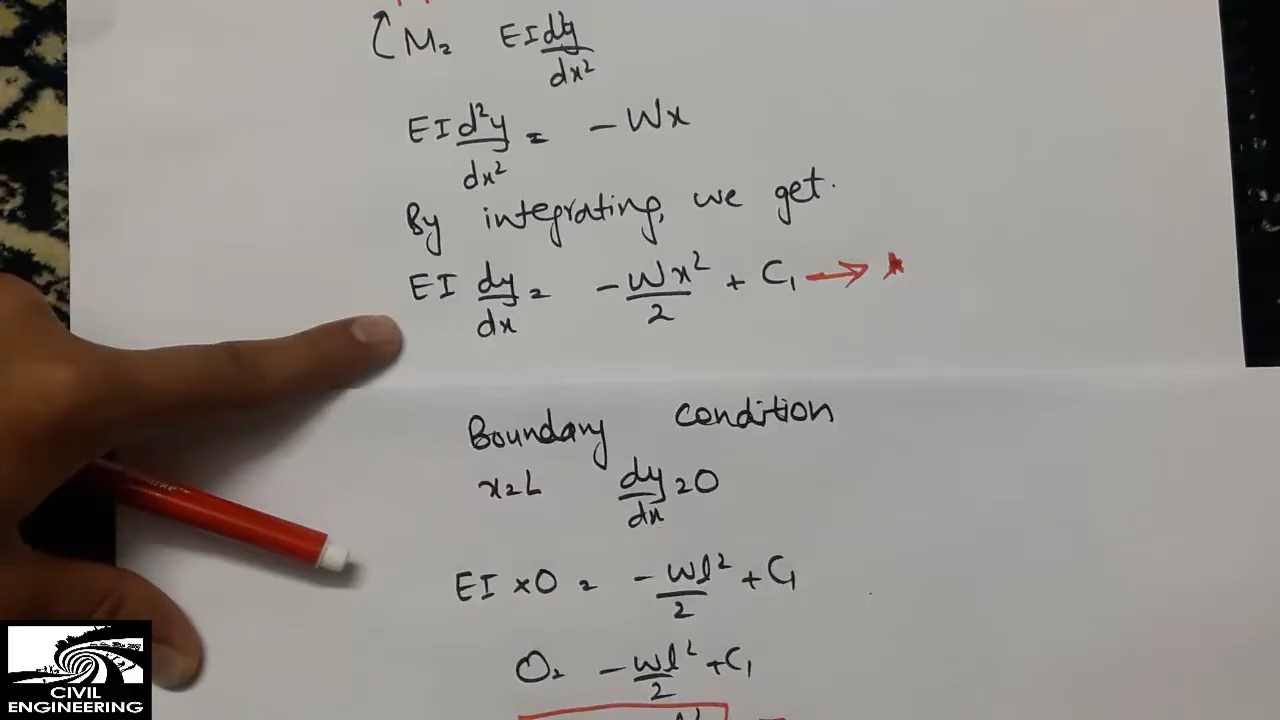 M₂ EI d²y/dx²
EI d²y/dx² = - Wx
By integrating, we get.
EI dy/dx = - Wx²/2 + C₁ → *
Boundary condition
x=L dy/dx = 0
EI x 0 = - Wl²/2 + C₁
0 = - Wl²/2 + C₁
CIVIL
ENGINEERING